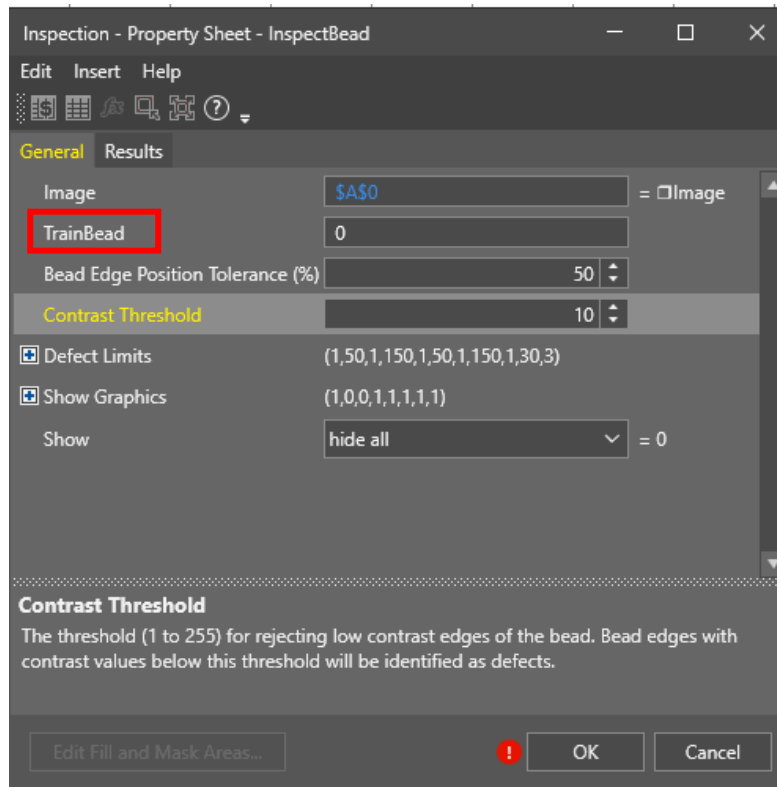 Inspection - Property Sheet - InspectBead
Edit Insert Help
General Results
Image $A$0 = Image
TrainBead 0
Bead Edge Position Tolerance (%) 50
Contrast Threshold 10
Defect Limits (1,50,1,150,1,50,1,150,1,30,3)
Show Graphics (1,0,0,1,1,1,1,1)
Show hide all = 0
Contrast Threshold
The threshold (1 to 255) for rejecting low contrast edges of the bead. Bead edges with
contrast values below this threshold will be identified as defects.
Edit Fill and Mask Areas... OK Cancel